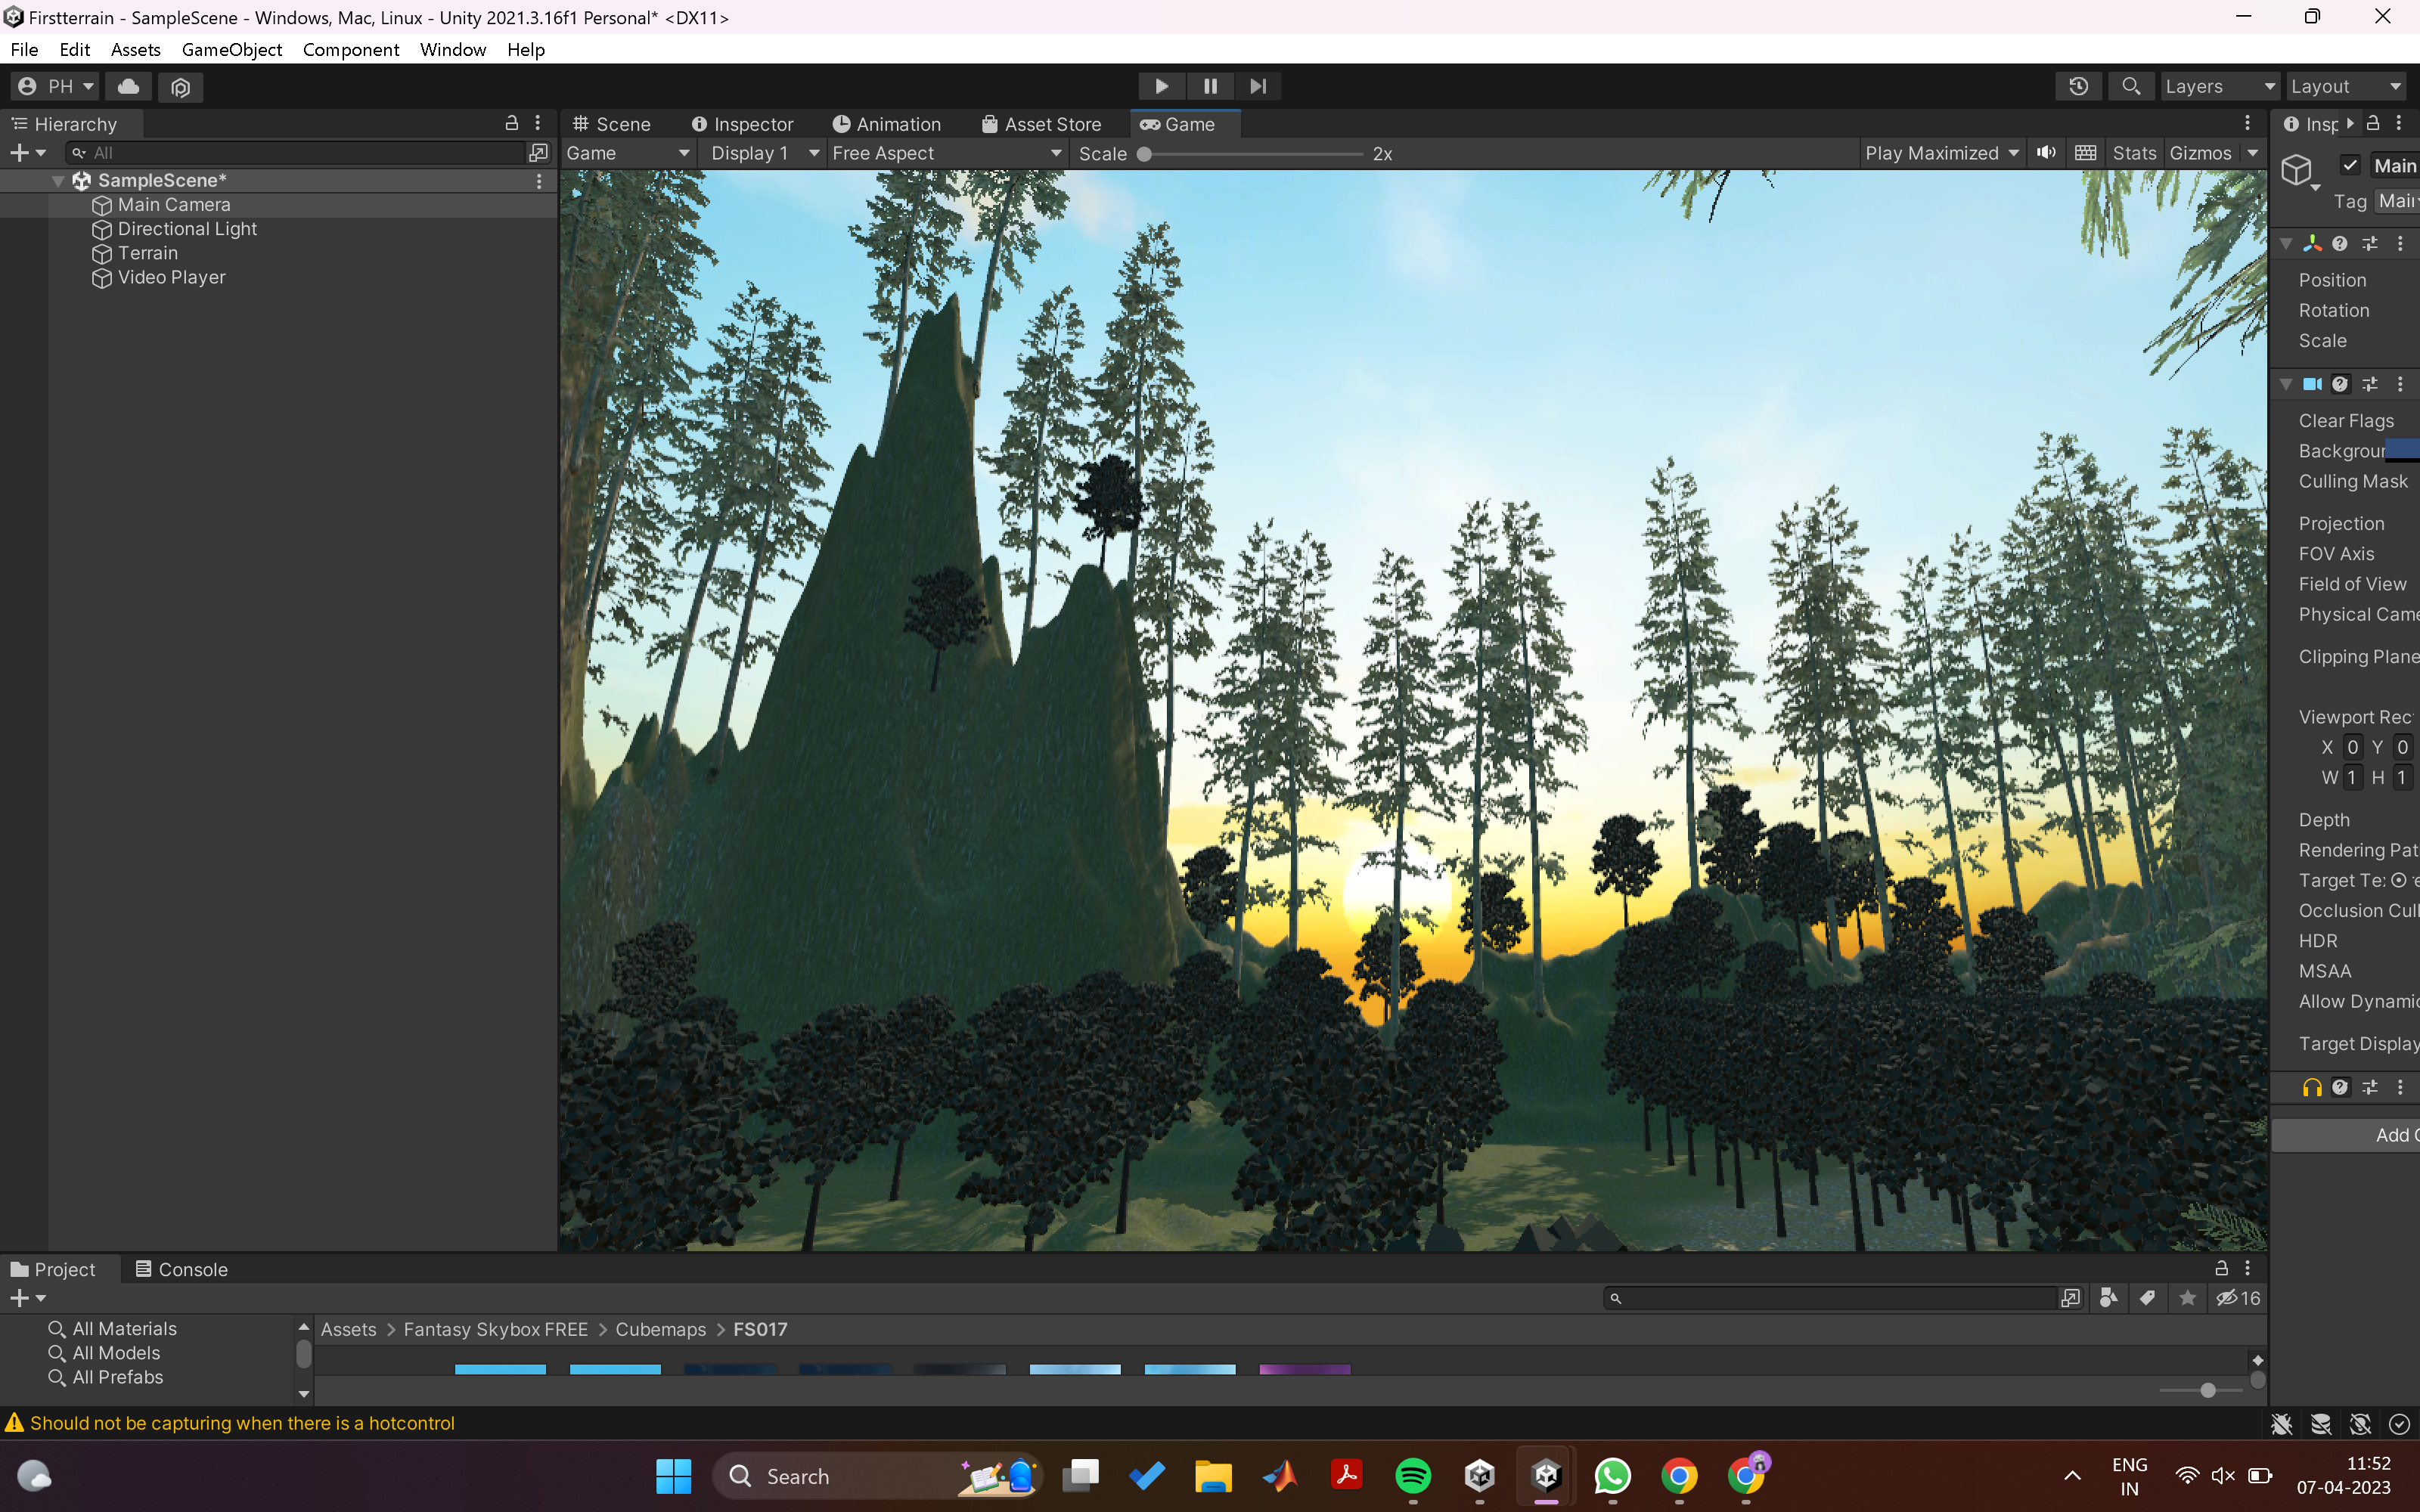 Firstterrain - SampleScene - Windows, Mac, Linux - Unity 2021.3.16f1 Personal* <DX11>
File Edit Assets GameObject Component Window Help
PH Layers Layout
Hierarchy Scene Inspector Animation Asset Store Game Insp
All Game Display 1 Free Aspect Scale 2x Play Maximized Stats Gizmos
SampleScene*
Main Camera
Directional Light
Terrain
Video Player
Main
Tag Mai
Position
Rotation
Scale
Clear Flags
Backgrou
Culling Mask
Projection
FOV Axis
Field of View
Physical Came
Clipping Plane
Viewport Rec
X 0 Y 0
W 1 H 1
Depth
Rendering Pat
Target Te
Occlusion Cull
HDR
MSAA
Allow Dynamic
Target Display
Add
Project Console
16
All Materials
All Models
All Prefabs
Assets > Fantasy Skybox FREE > Cubemaps > FS017
Should not be capturing when there is a hotcontrol
Search
ENG
IN
11:52
07-04-2023